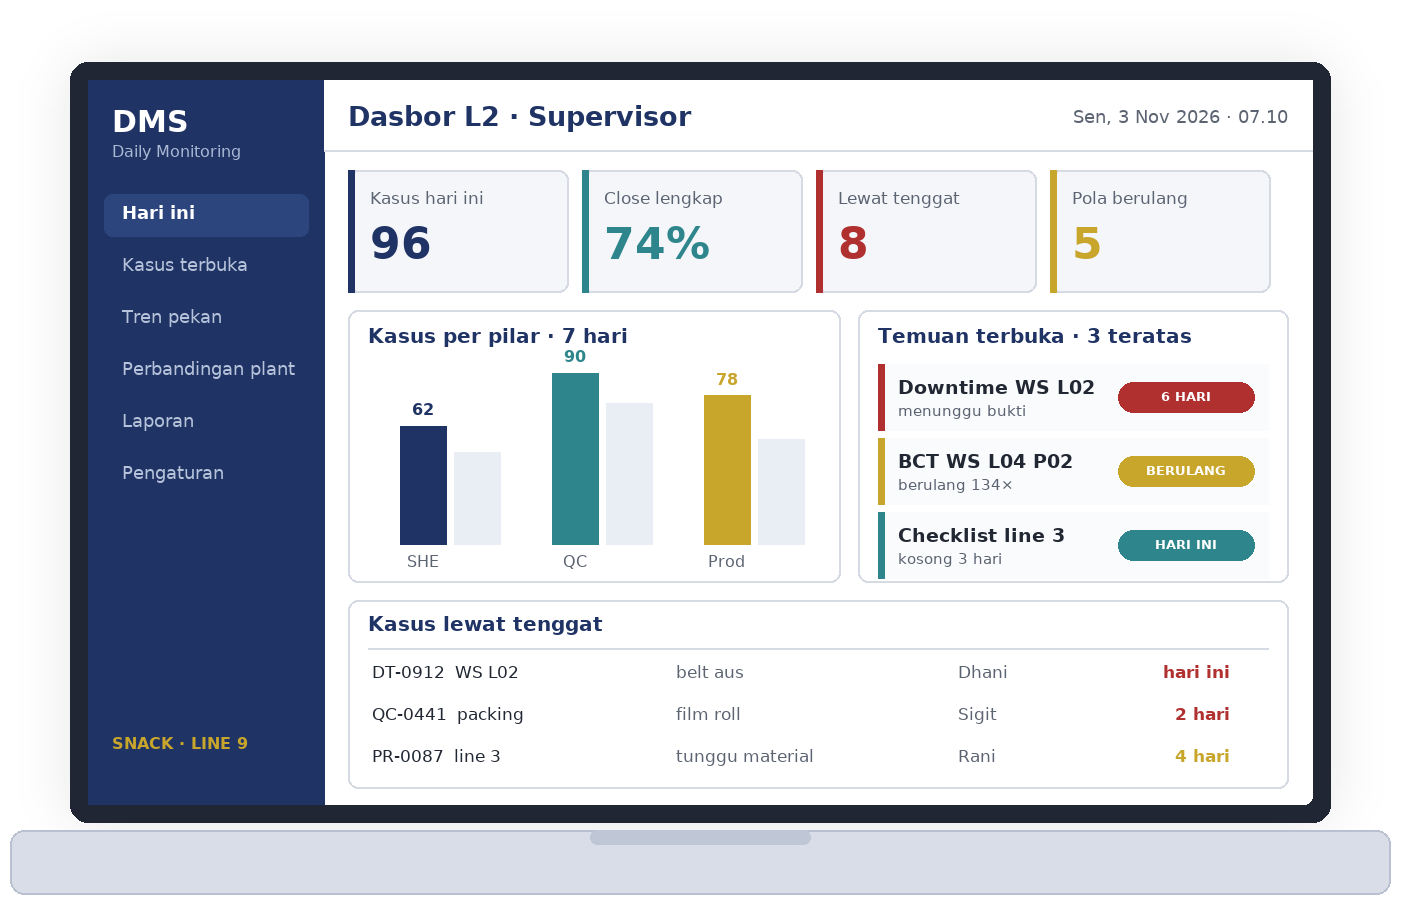 DMS
Daily Monitoring
Hari ini
Kasus terbuka
Tren pekan
Perbandingan plant
Laporan
Pengaturan
SNACK · LINE 9
Dasbor L2 · Supervisor
Sen, 3 Nov 2026 · 07.10
Kasus hari ini
96
Close lengkap
74%
Lewat tenggat
8
Pola berulang
5
Kasus per pilar · 7 hari
62
90
78
SHE
QC
Prod
Temuan terbuka · 3 teratas
Downtime WS L02
menunggu bukti
6 HARI
BCT WS L04 P02
berulang 134×
BERULANG
Checklist line 3
kosong 3 hari
HARI INI
Kasus lewat tenggat
DT-0912 WS L02 belt aus Dhani hari ini
QC-0441 packing film roll Sigit 2 hari
PR-0087 line 3 tunggu material Rani 4 hari